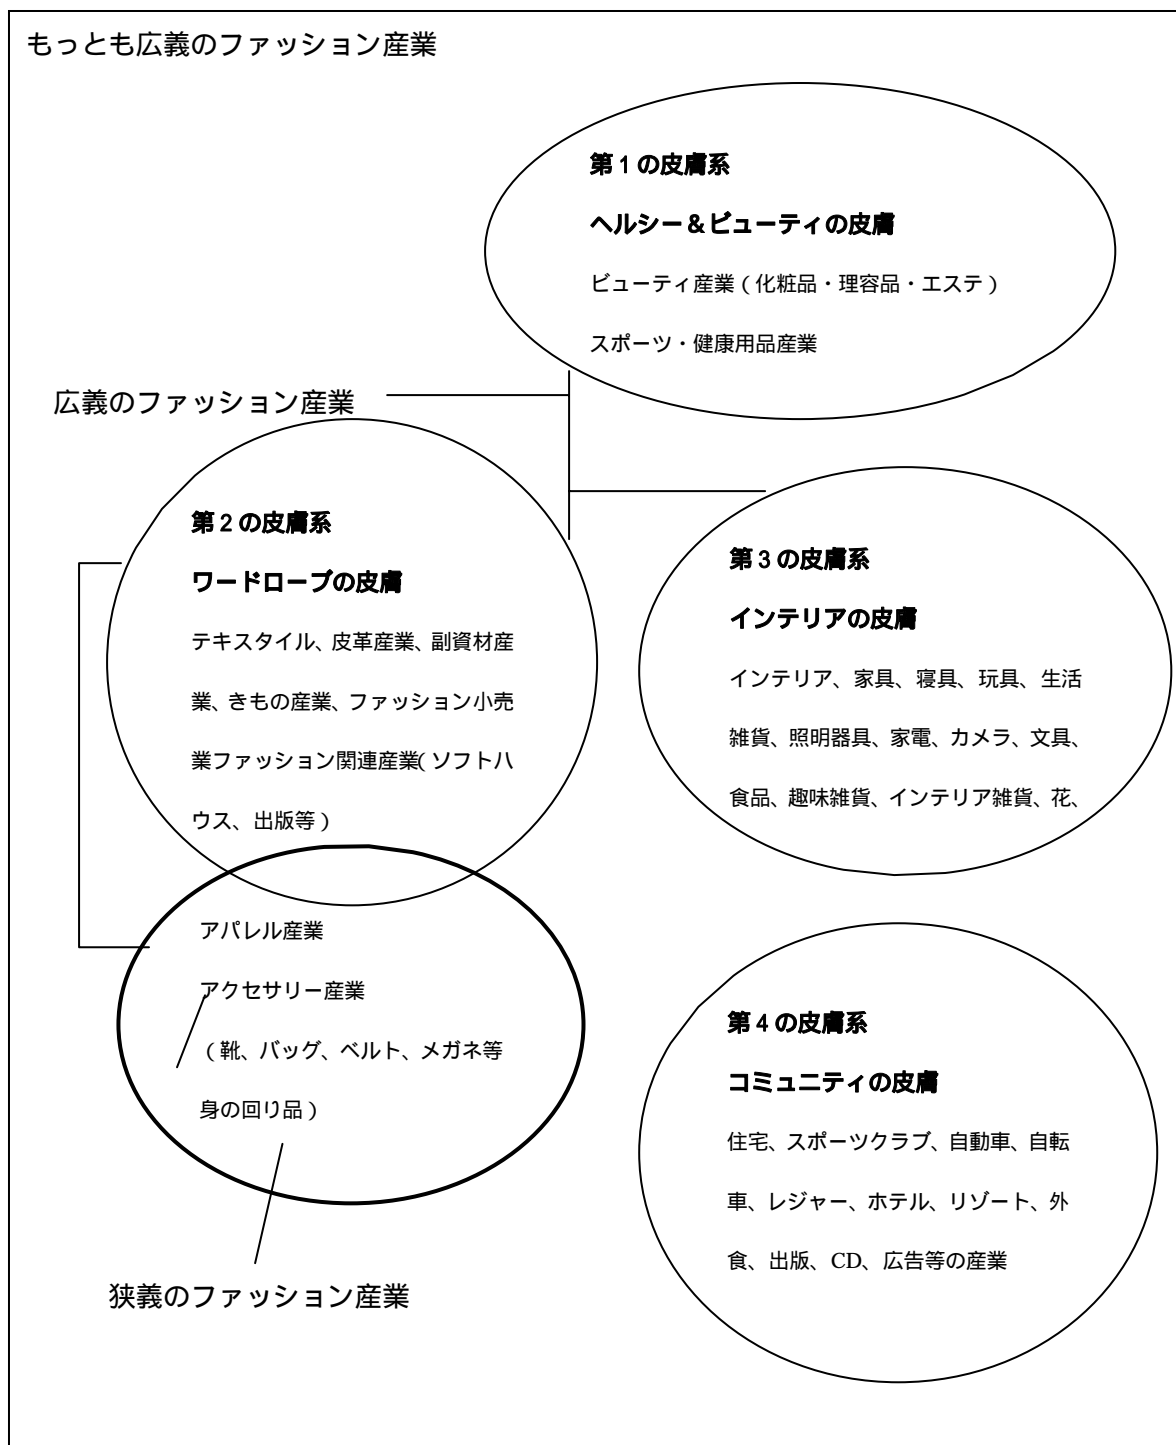 もっとも広義のファッション産業
第1の皮膚系
ヘルシー&ビューティの皮膚
ビューティ産業(化粧品・理容品・エステ)
スポーツ・健康用品産業
広義のファッション産業
第2の皮膚系
ワードローブの皮膚
テキスタイル、皮革産業、副資材産
業、きもの産業、ファッション小売
業ファッション関連産業(ソフトハ
ウス、出版等)
第3の皮膚系
インテリアの皮膚
インテリア、家具、寝具、玩具、生活
雑貨、照明器具、家電、カメラ、文具、
食品、趣味雑貨、インテリア雑貨、花、
アパレル産業
アクセサリー産業
(靴、バッグ、ベルト、メガネ等
身の回り品)
第4の皮膚系
コミュニティの皮膚
住宅、スポーツクラブ、自動車、自転
車、レジャー、ホテル、リゾート、外
食、出版、CD、広告等の産業
狭義のファッション産業